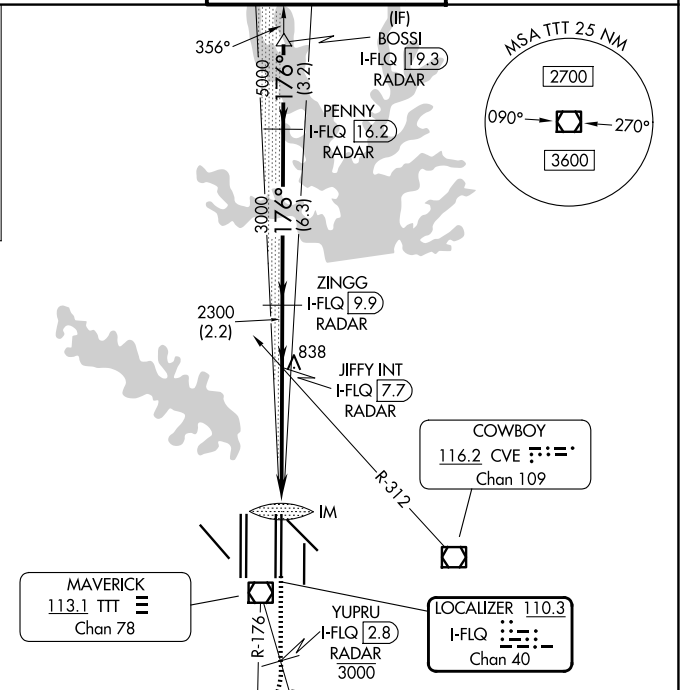 356°
(IF)
BOSSI
I-FLQ 19.3
RADAR
5000
176°
(3.2)
PENNY
I-FLQ 16.2
RADAR
3000
176°
(6.3)
MSA TTT 25 NM
2700
090°
270°
3600
ZINGG
I-FLQ 9.9
RADAR
2300
(2.2)
838
JIFFY INT
I-FLQ 7.7
RADAR
R-312
COWBOY
116.2 CVE
Chan 109
IM
MAVERICK
113.1 TTT
Chan 78
R-176
YUPRU
I-FLQ 2.8
RADAR
3000
LOCALIZER 110.3
I-FLQ
Chan 40